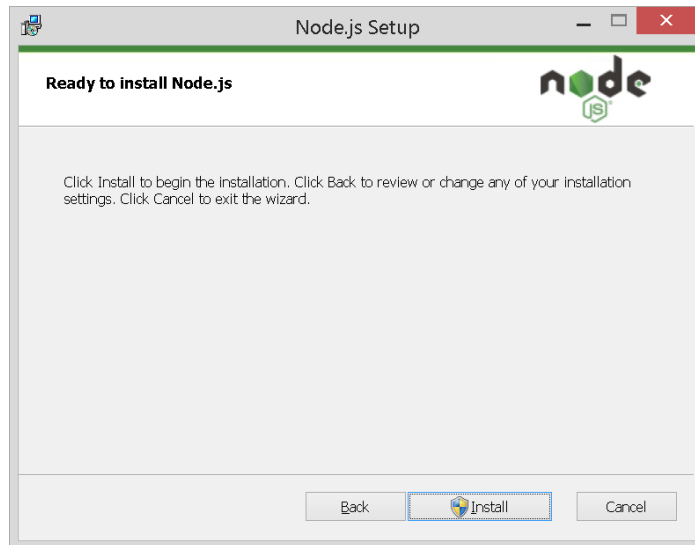 Node.js Setup
Ready to install Node.js
node
JS
Click Install to begin the installation. Click Back to review or change any of your installation
settings. Click Cancel to exit the wizard.
Back
Install
Cancel